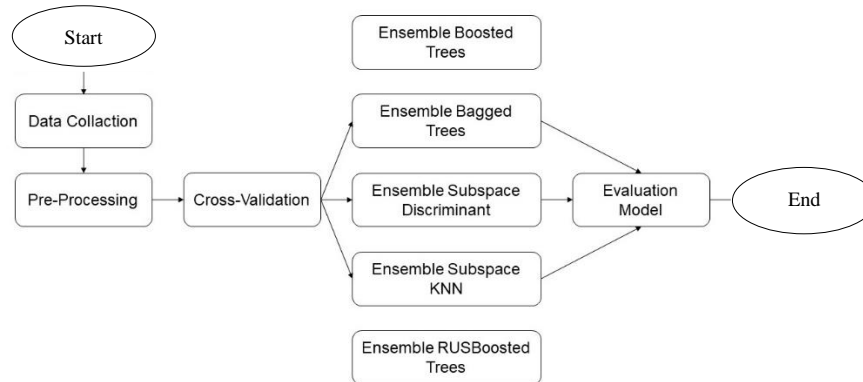 Start
Data Collaction
Pre-Processing
Cross-Validation
Ensemble Boosted
Trees
Ensemble Bagged
Trees
Ensemble Subspace
Discriminant
Ensemble Subspace
KNN
Ensemble RUSBoosted
Trees
Evaluation
Model
End